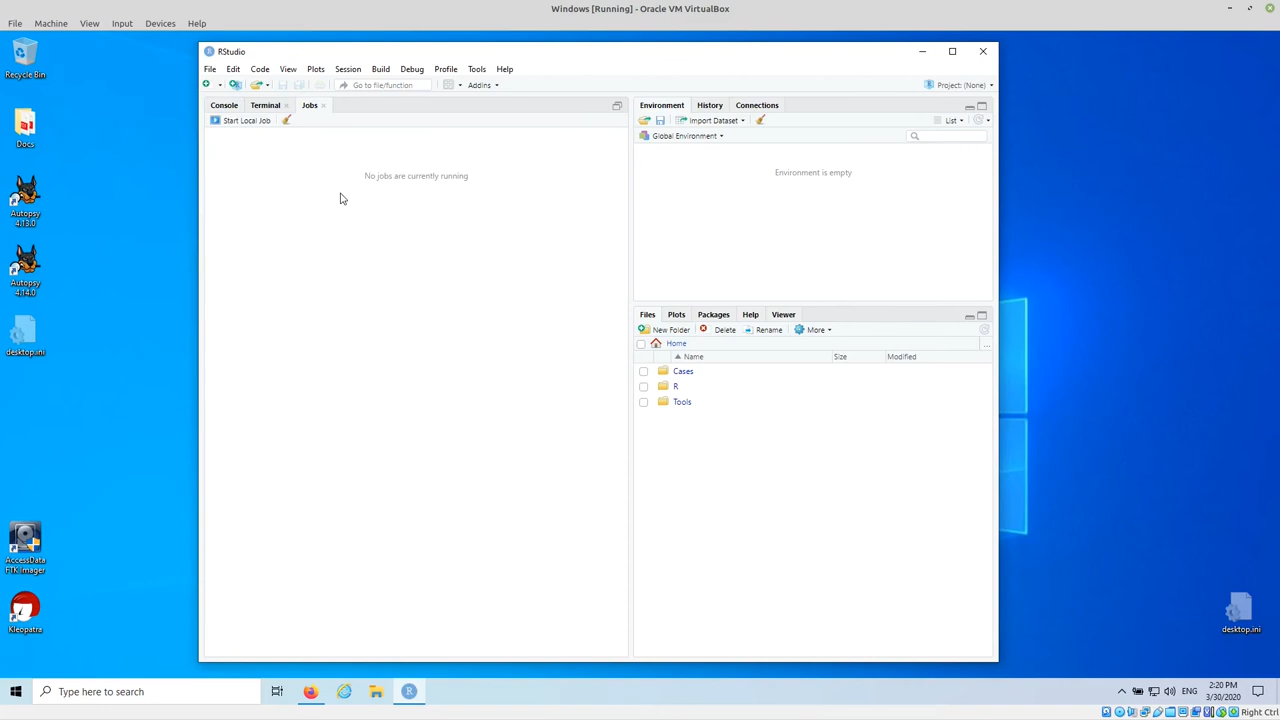 Windows [Running] - Oracle VM VirtualBox
File Machine View Input Devices Help
Recycle Bin
Docs
Autopsy
4.13.0
Autopsy
4.14.0
desktop.ini
AccessData
FTK Imager
Kleopatra
RStudio
File Edit Code View Plots Session Build Debug Profile Tools Help
Go to file/function
Addins
Project: (None)
Console Terminal Jobs
Start Local Job
No jobs are currently running
Environment History Connections
Import Dataset
List
Global Environment
Environment is empty
Files Plots Packages Help Viewer
New Folder Delete Rename More
Home
...
Name Size Modified
Cases
R
Tools
desktop.ini
Type here to search
ENG
2:20 PM
3/30/2020
Right Ctrl